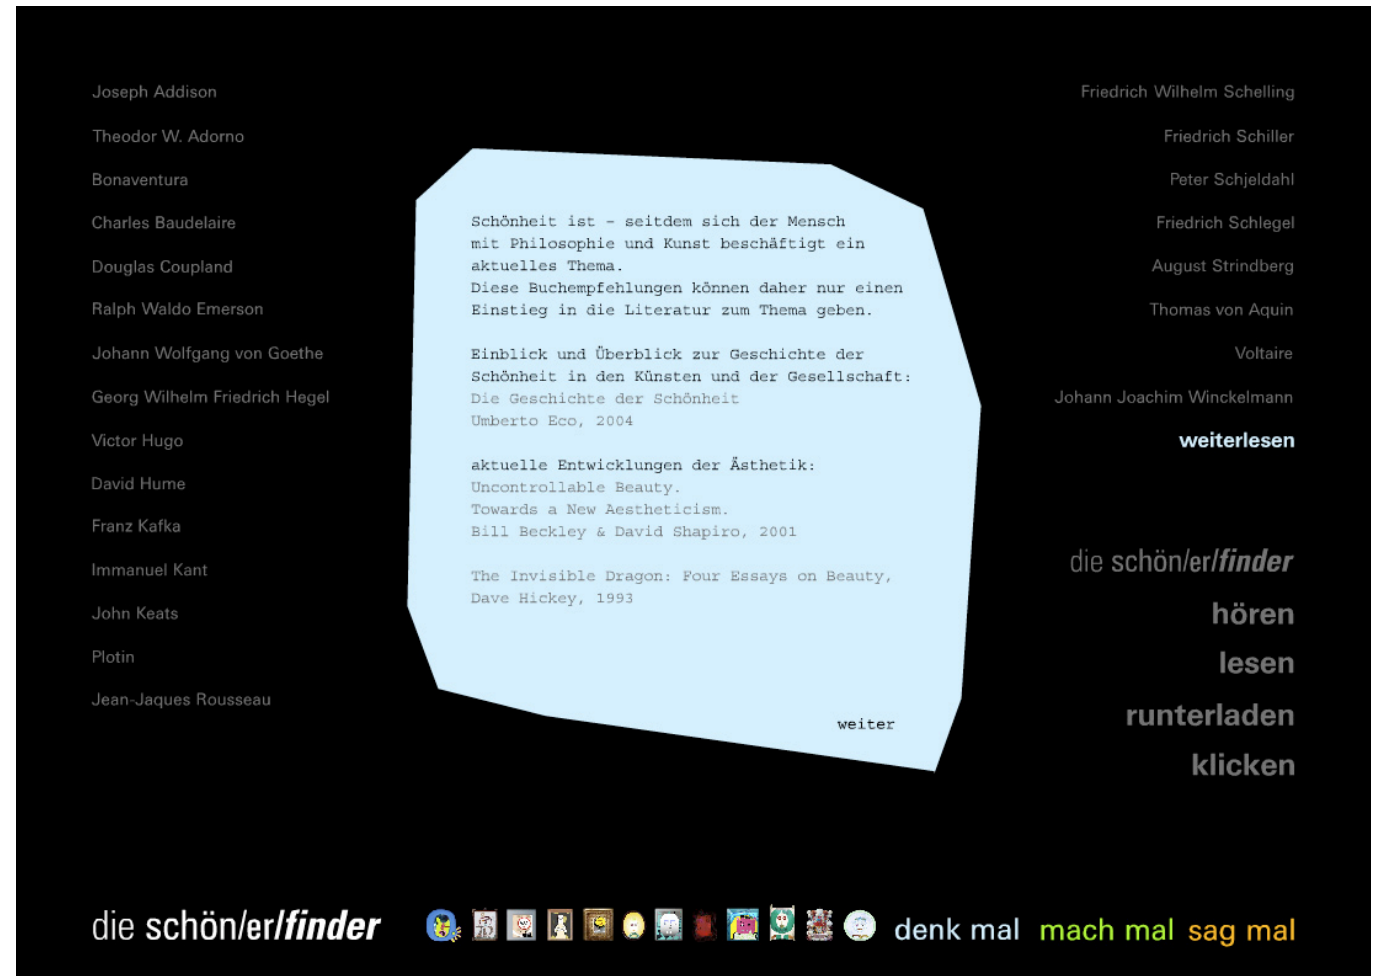 Joseph Addison
Theodor W. Adorno
Bonaventura
Charles Baudelaire
Douglas Coupland
Ralph Waldo Emerson
Johann Wolfgang von Goethe
Georg Wilhelm Friedrich Hegel
Victor Hugo
David Hume
Franz Kafka
Immanuel Kant
John Keats
Plotin
Jean-Jaques Rousseau
Schönheit ist – seitdem sich der Mensch
mit Philosophie und Kunst beschäftigt ein
aktuelles Thema.
Diese Buchempfehlungen können daher nur einen
Einstieg in die Literatur zum Thema geben.
Einblick und Überblick zur Geschichte der
Schönheit in den Künsten und der Gesellschaft:
Die Geschichte der Schönheit
Umberto Eco, 2004
aktuelle Entwicklungen der Ästhetik:
Uncontrollable Beauty.
Towards a New Aestheticism.
Bill Beckley & David Shapiro, 2001
The Invisible Dragon: Four Essays on Beauty,
Dave Hickey, 1993
weiter
Friedrich Wilhelm Schelling
Friedrich Schiller
Peter Schjeldahl
Friedrich Schlegel
August Strindberg
Thomas von Aquin
Voltaire
Johann Joachim Winckelmann
weiterlesen
die schön/er/finder
hören
lesen
runterladen
klicken
die schön/er/finder
denk mal mach mal sag mal